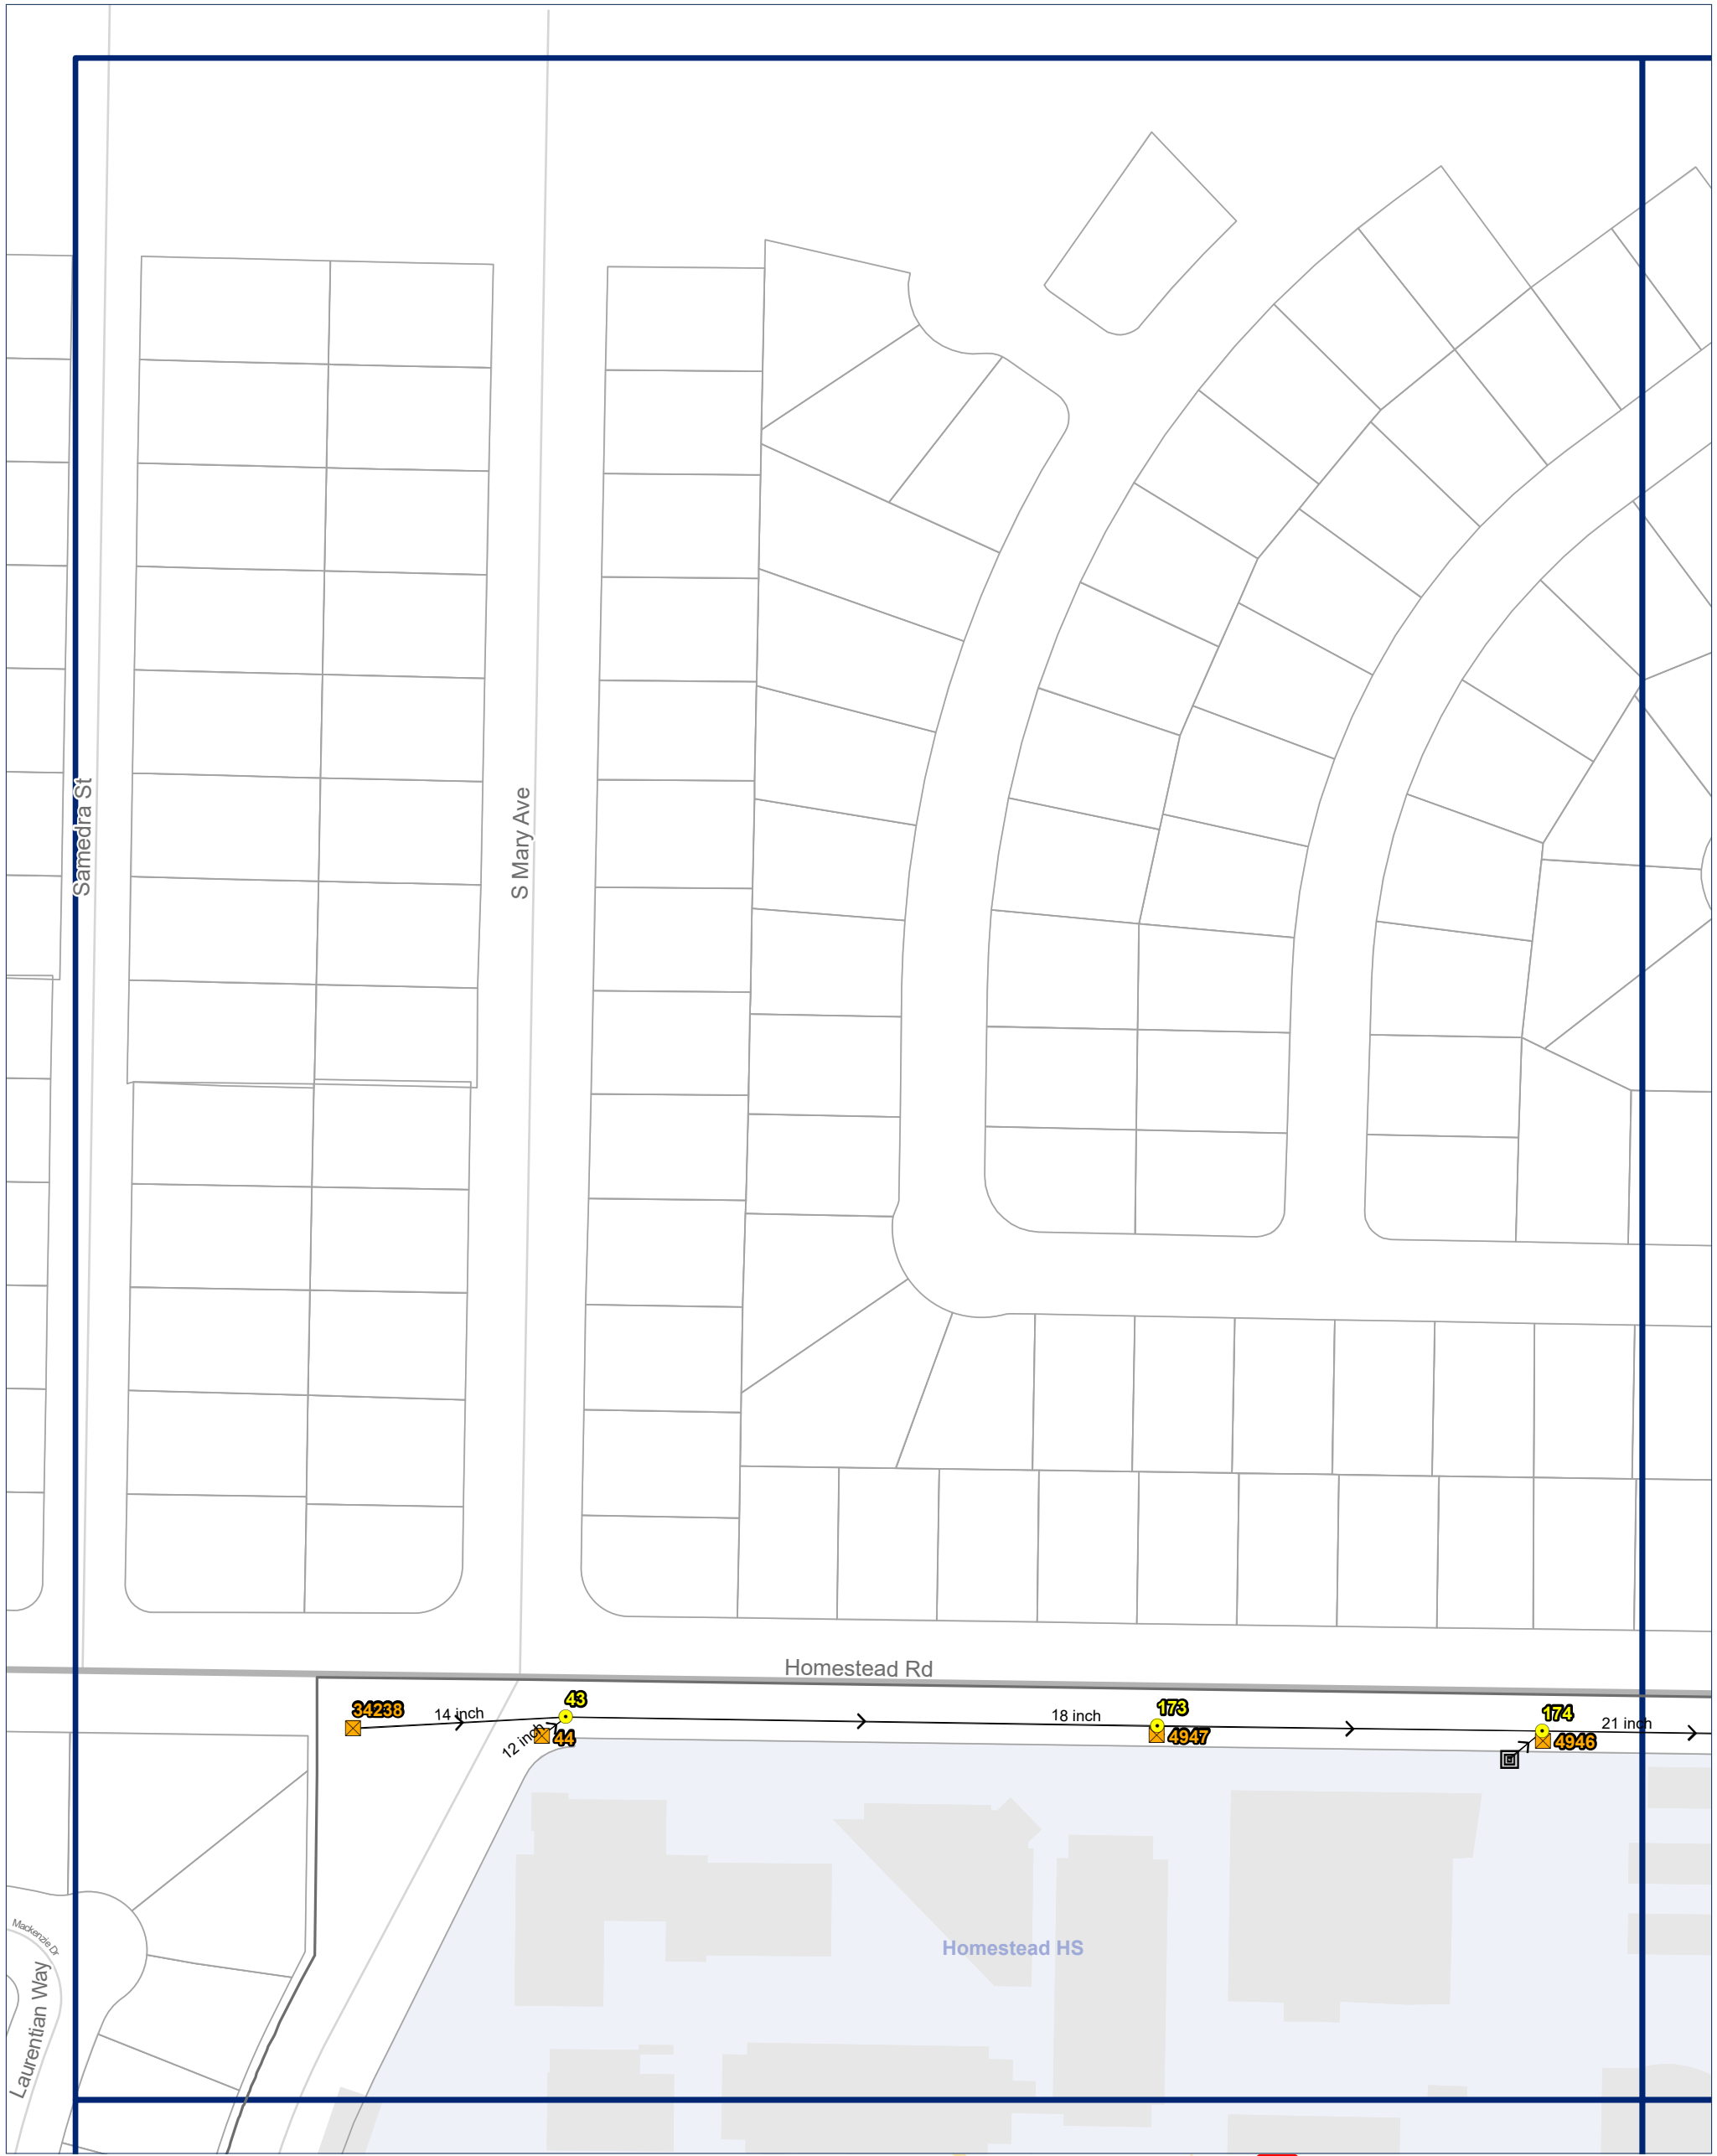 Samedra St
S Mary Ave
Homestead Rd
34238
14 inch
43
12 inch
44
18 inch
173
4947
174
21 inch
4946
Homestead HS
Mackenzie Dr
Laurentian Way